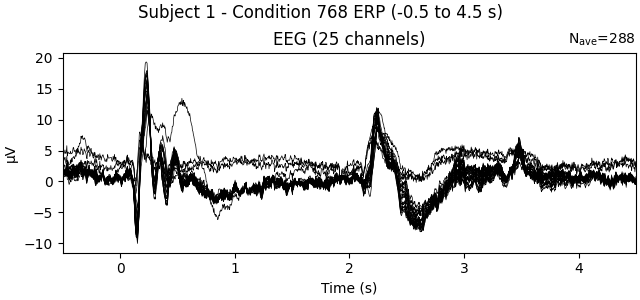 Subject 1 - Condition 768 ERP (-0.5 to 4.5 s)
EEG (25 channels)
Nave=288
20
15
10
5
0
−5
−10
µV
0 1 2 3 4
Time (s)